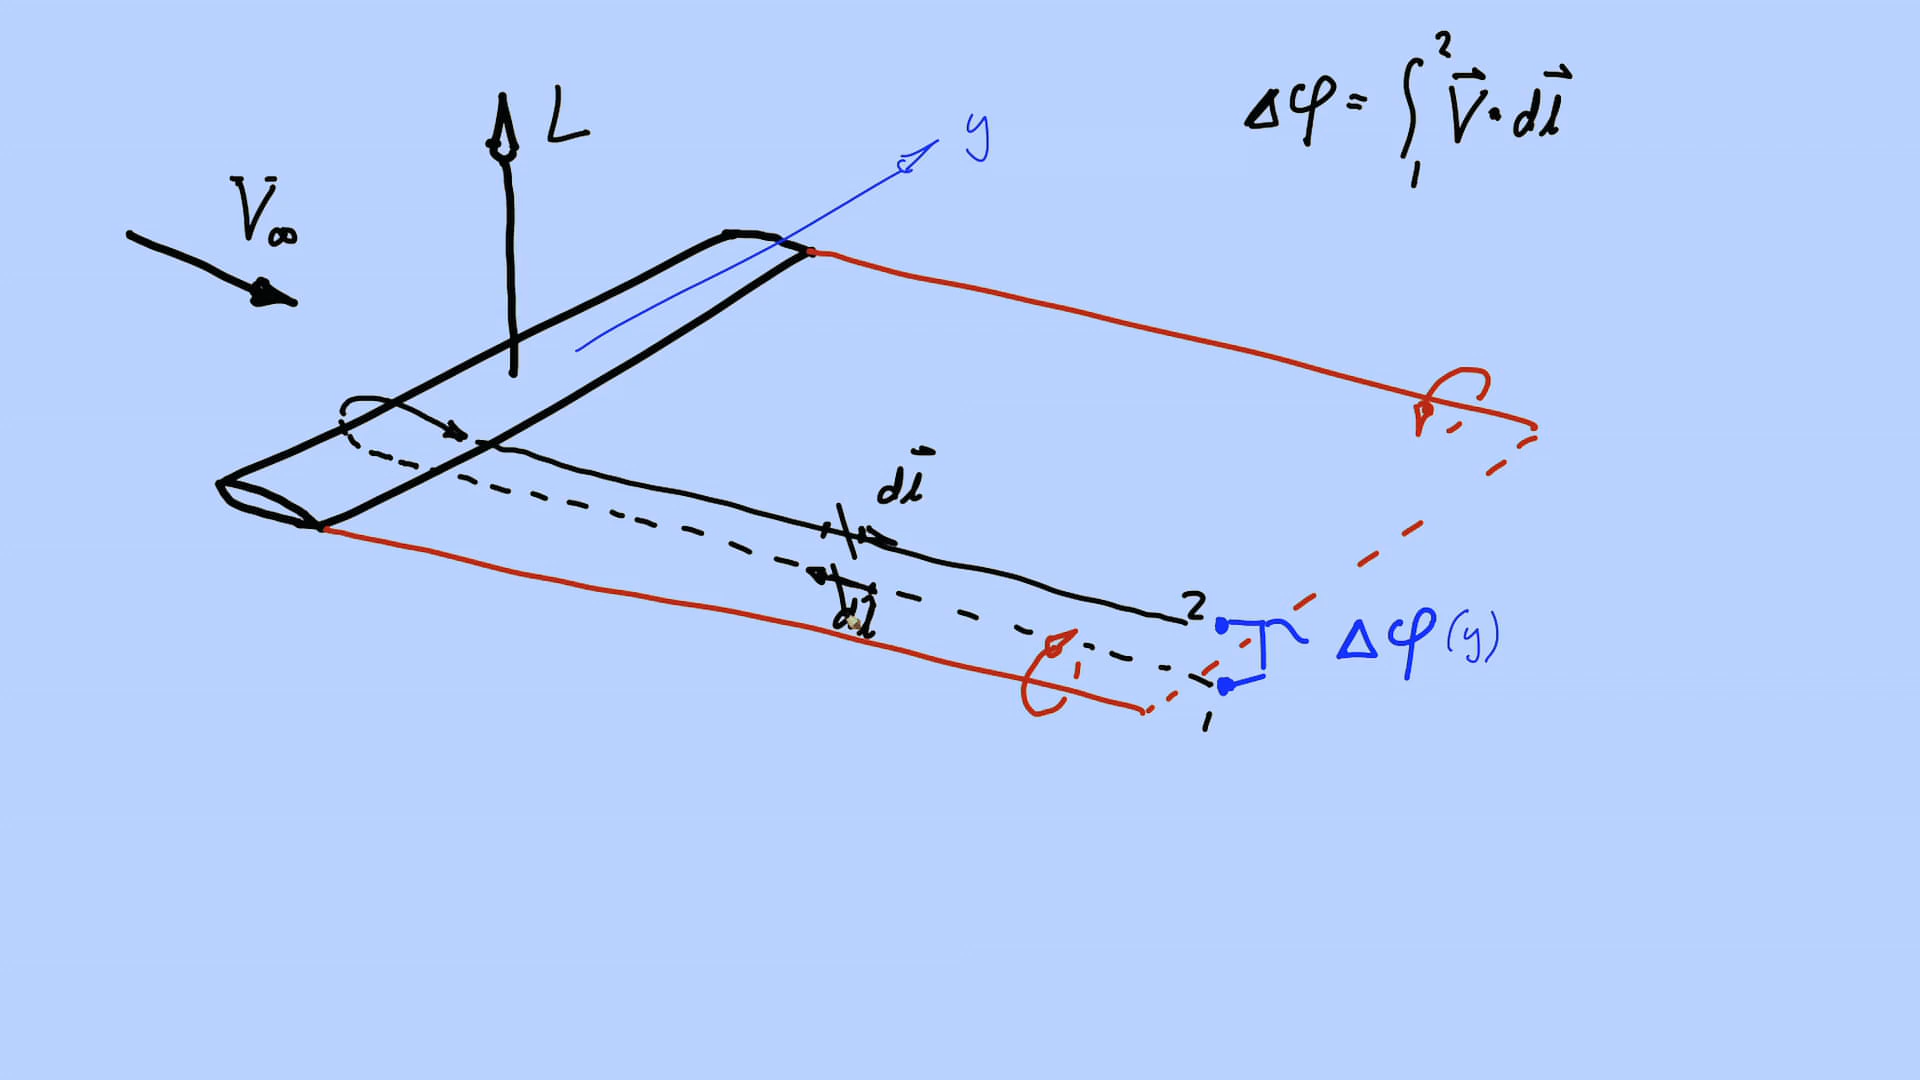 Δφ = ∫₁² V⃗ · dl⃗
L
y
V∞
dl⃗
dl⃗
2
Δφ(y)
1